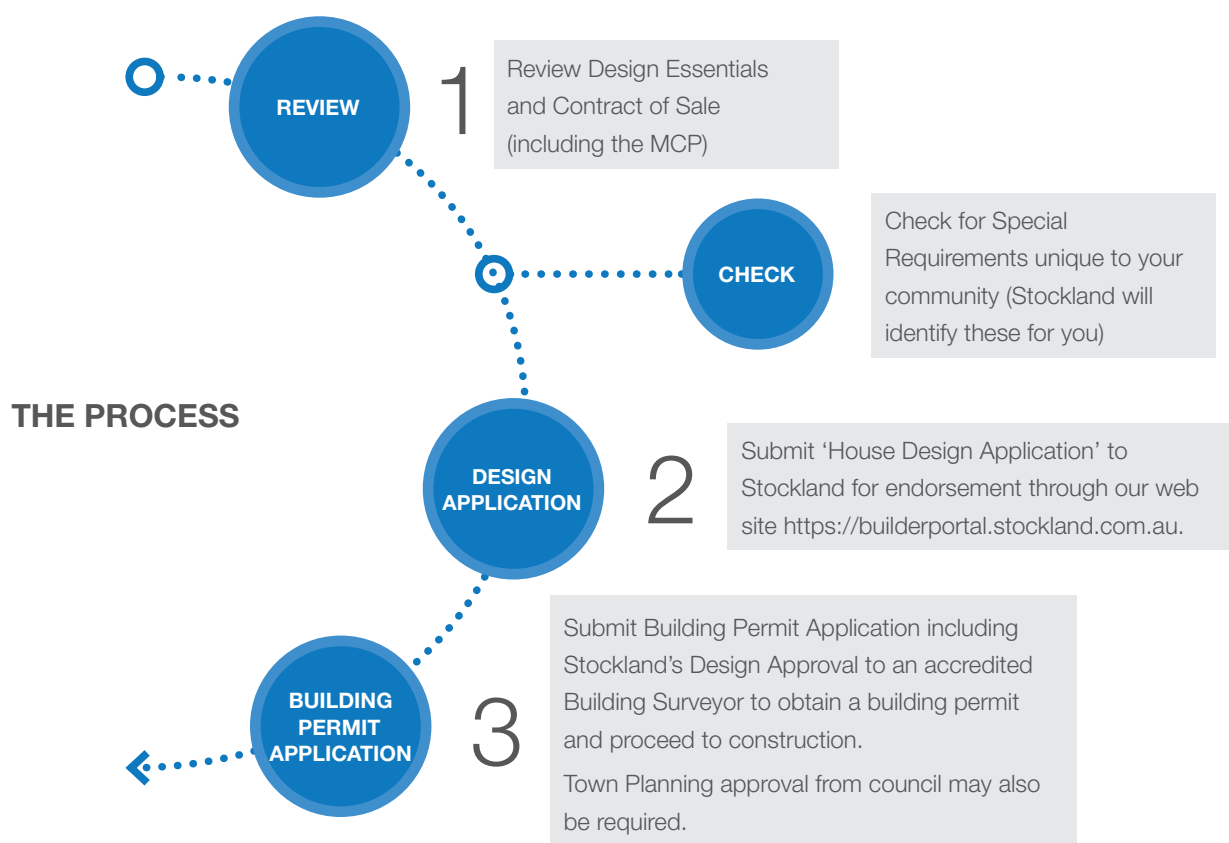 REVIEW
1
Review Design Essentials
and Contract of Sale
(including the MCP)
CHECK
Check for Special
Requirements unique to your
community (Stockland will
identify these for you)
THE PROCESS
DESIGN
APPLICATION
2
Submit ‘House Design Application’ to
Stockland for endorsement through our web
site https://builderportal.stockland.com.au.
BUILDING
PERMIT
APPLICATION
3
Submit Building Permit Application including
Stockland’s Design Approval to an accredited
Building Surveyor to obtain a building permit
and proceed to construction.
Town Planning approval from council may also
be required.